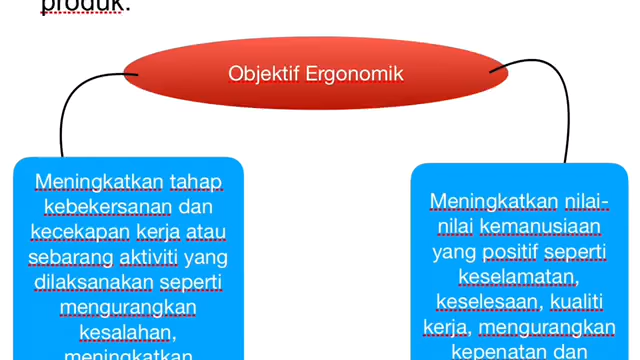 produk.
Objektif Ergonomik
Meningkatkan tahap
kebekersanan dan
kecekapan kerja atau
sebarang aktiviti yang
dilaksanakan seperti
mengurangkan
kesalahan,
meningkatkan
Meningkatkan nilai-
nilai kemanusiaan
yang positif seperti
keselamatan,
keselesaan, kualiti
kerja, mengurangkan
kepenatan dan